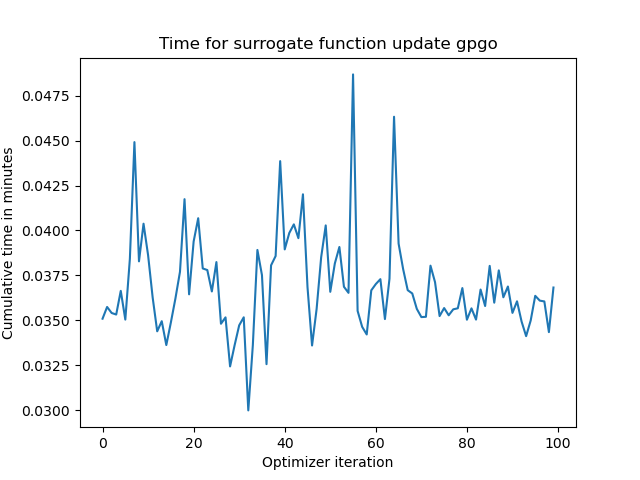 Time for surrogate function update gpgo
Cumulative time in minutes
0.0475
0.0450
0.0425
0.0400
0.0375
0.0350
0.0325
0.0300
0 20 40 60 80 100
Optimizer iteration